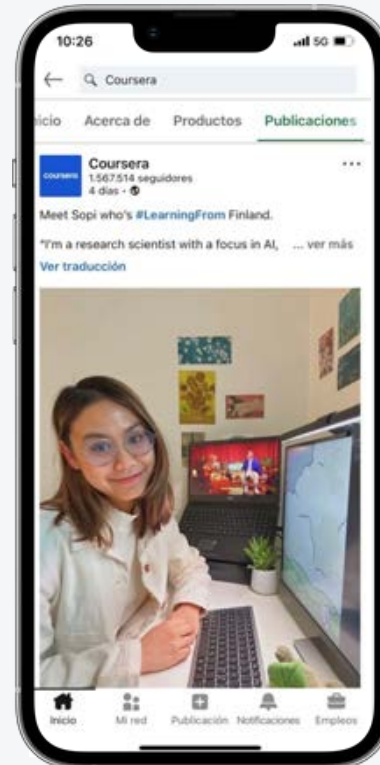 10:26
5G
Coursera
icio Acerca de Productos Publicaciones
coursera
Coursera
1.567.514 seguidores
4 días •
Meet Sopi who's #LearningFrom Finland.
"I'm a research scientist with a focus in AI, ... ver más
Ver traducción
Inicio Mi red Publicación Notificaciones Empleos